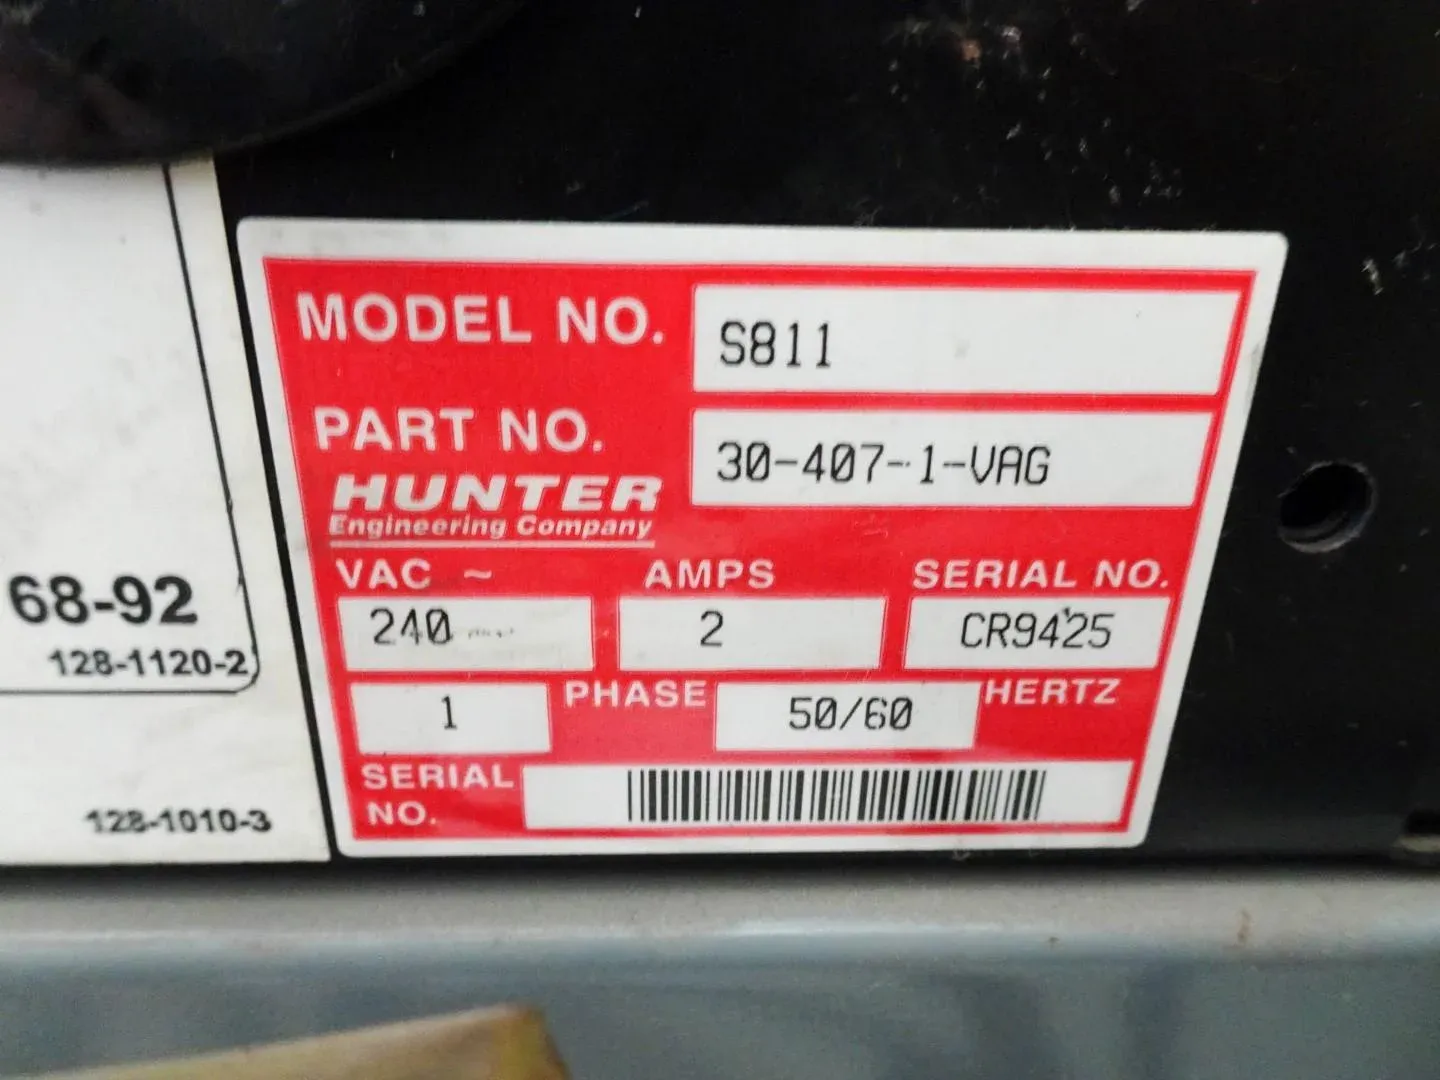 MODEL NO. S811
PART NO. 30-407-1-VAG
HUNTER
Engineering Company
VAC ~ AMPS SERIAL NO.
240 2 CR9425
1 PHASE 50/60 HERTZ
SERIAL
NO.
68-92
128-1120-2
128-1010-3